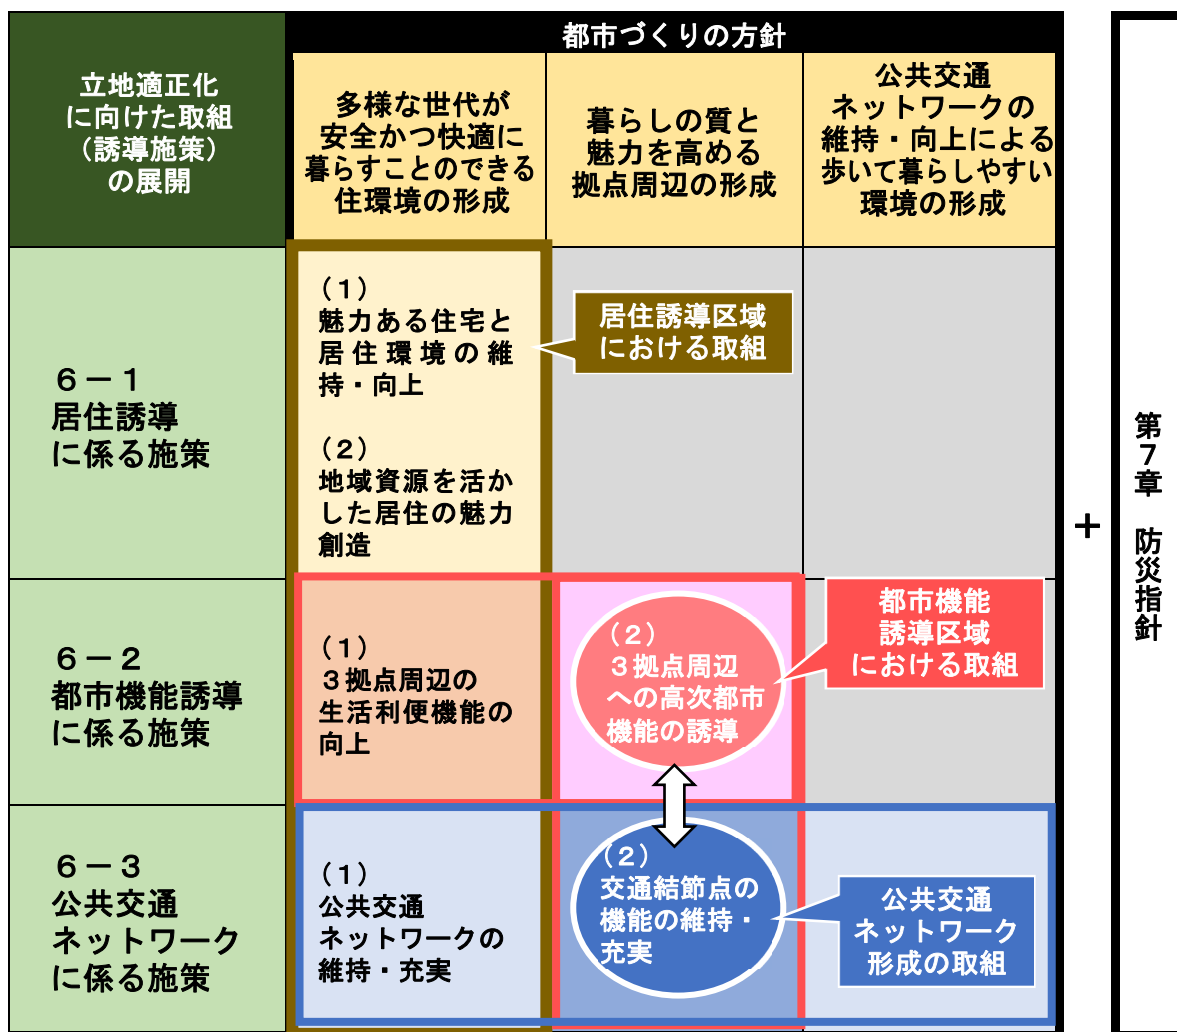 都市づくりの方針
立地適正化
に向けた取組
（誘導施策）
の展開
多様な世代が
安全かつ快適に
暮らすことのできる
住環境の形成
暮らしの質と
魅力を高める
拠点周辺の形成
公共交通
ネットワークの
維持・向上による
歩いて暮らしやすい
環境の形成
６－１
居住誘導
に係る施策
（１）
魅力ある住宅と
居住環境の維
持・向上
（２）
地域資源を活か
した居住の魅力
創造
居住誘導区域
における取組
６－２
都市機能誘導
に係る施策
（１）
３拠点周辺の
生活利便機能の
向上
（２）
３拠点周辺
への高次都市
機能の誘導
都市機能
誘導区域
における取組
６－３
公共交通
ネットワーク
に係る施策
（１）
公共交通
ネットワークの
維持・充実
（２）
交通結節点の
機能の維持・
充実
公共交通
ネットワーク
形成の取組
＋
第７章　防災指針